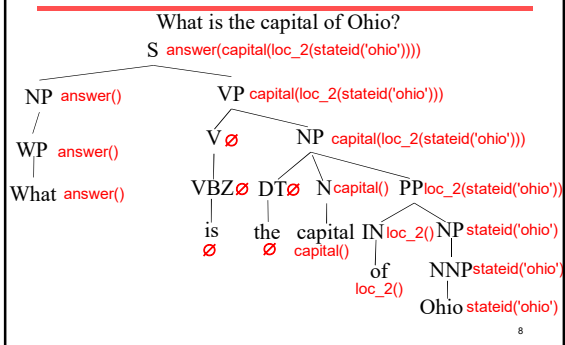 What is the capital of Ohio?
S answer(capital(loc_2(stateid('ohio'))))
NP answer() VP capital(loc_2(stateid('ohio')))
V Ø NP capital(loc_2(stateid('ohio')))
WP answer()
What answer() VBZ Ø DT Ø N capital() PP loc_2(stateid('ohio'))
is the capital IN loc_2() NP stateid('ohio')
Ø Ø capital()
of NNP stateid('ohio')
loc_2()
Ohio stateid('ohio')
8